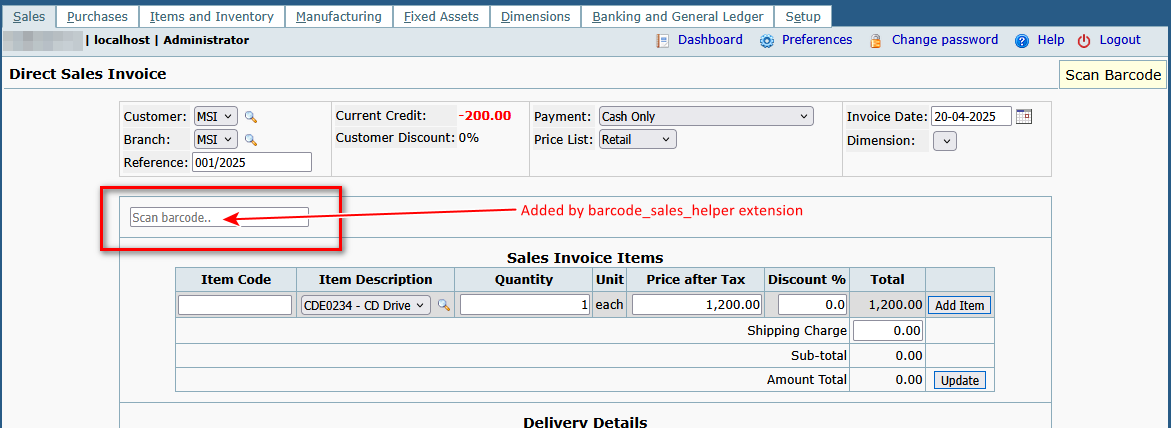 Sales Purchases Items and Inventory Manufacturing Fixed Assets Dimensions Banking and General Ledger Setup
| localhost | Administrator Dashboard Preferences Change password Help Logout
Direct Sales Invoice Scan Barcode
Customer: MSI Current Credit: -200.00 Payment: Cash Only Invoice Date: 20-04-2025
Branch: MSI Customer Discount: 0% Price List: Retail Dimension:
Reference: 001/2025
Scan barcode.. Added by barcode_sales_helper extension
Sales Invoice Items
Item Code Item Description Quantity Unit Price after Tax Discount % Total
CDE0234 - CD Drive 1 each 1,200.00 0.0 1,200.00 Add Item
Shipping Charge 0.00
Sub-total 0.00
Amount Total 0.00 Update
Delivery Details